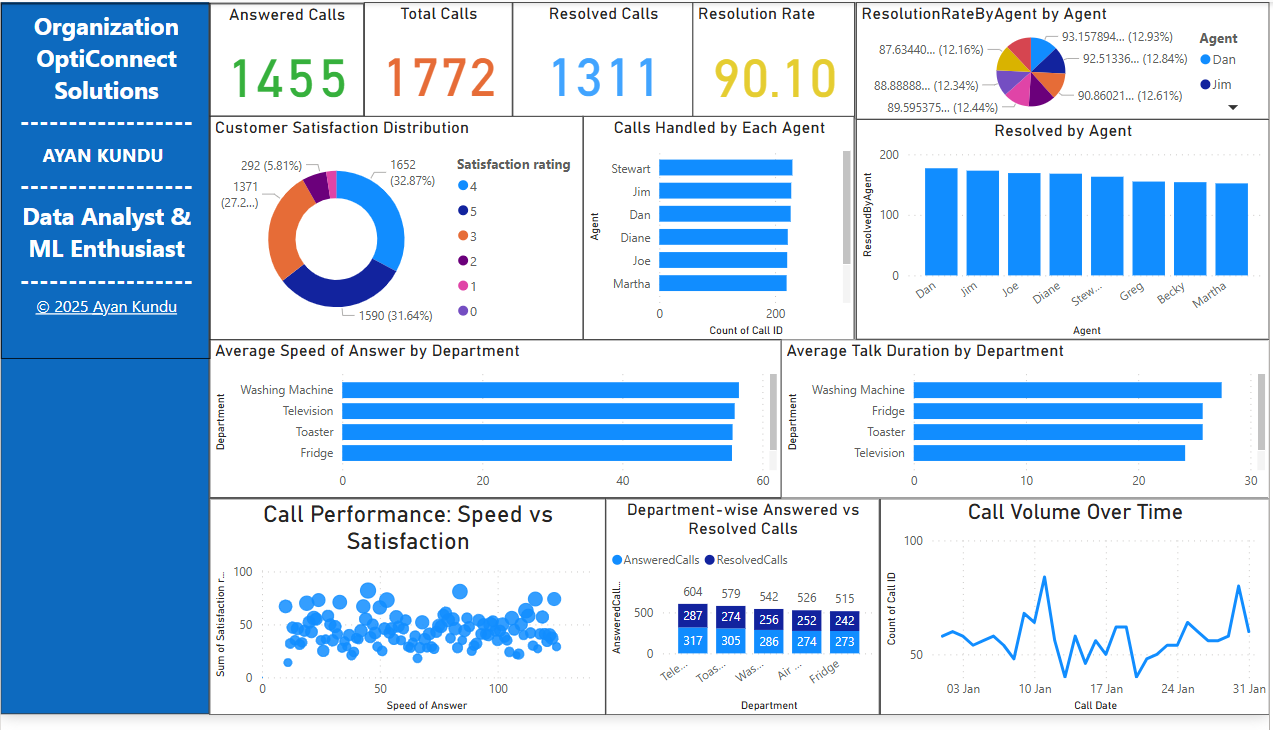 Organization
OptiConnect
Solutions
------------------
AYAN KUNDU
------------------
Data Analyst &
ML Enthusiast
------------------
© 2025 Ayan Kundu
Answered Calls
1455
Total Calls
1772
Resolved Calls
1311
Resolution Rate
90.10
ResolutionRateByAgent by Agent
93.157894... (12.93%)
92.51336... (12.84%)
90.86021... (12.61%)
89.595375... (12.44%)
88.88888... (12.34%)
87.63440... (12.16%)
Agent
Dan
Jim
Customer Satisfaction Distribution
292 (5.81%)
1371
(27.2...)
1652
(32.87%)
1590 (31.64%)
Satisfaction rating
4
5
3
2
1
0
Calls Handled by Each Agent
Agent
Stewart
Jim
Dan
Diane
Joe
Martha
0
200
Count of Call ID
Resolved by Agent
ResolvedByAgent
200
100
0
Dan
Jim
Joe
Diane
Stew...
Greg
Becky
Martha
Agent
Average Speed of Answer by Department
Department
Washing Machine
Television
Toaster
Fridge
0
20
40
60
Average Talk Duration by Department
Department
Washing Machine
Fridge
Toaster
Television
0
10
20
30
Call Performance: Speed vs
Satisfaction
Sum of Satisfaction r...
100
50
0
0
50
100
Speed of Answer
Department-wise Answered vs
Resolved Calls
AnsweredCalls
ResolvedCalls
AnsweredCall...
500
0
604
579
542
526
515
287
274
256
252
242
317
305
286
274
273
Tele...
Toas...
Was...
Air ...
Fridge
Department
Call Volume Over Time
Count of Call ID
100
50
03 Jan
10 Jan
17 Jan
24 Jan
31 Jan
Call Date